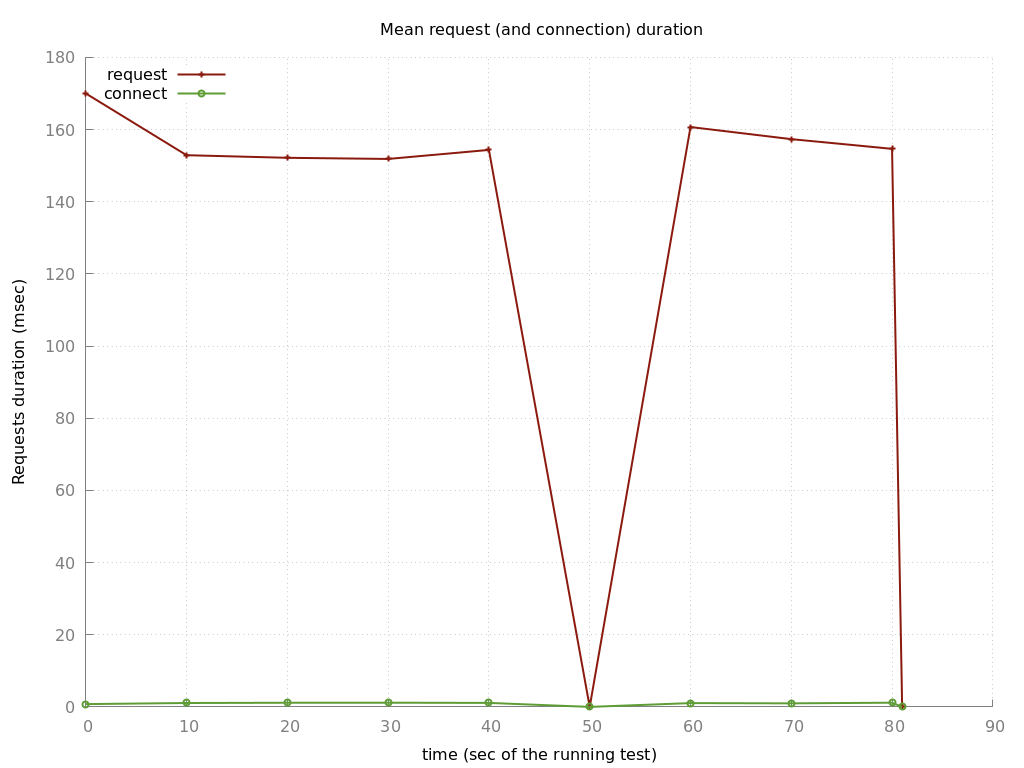 Mean request (and connection) duration
request
connect
180
160
140
120
100
80
60
40
20
0
Requests duration (msec)
0 10 20 30 40 50 60 70 80 90
time (sec of the running test)